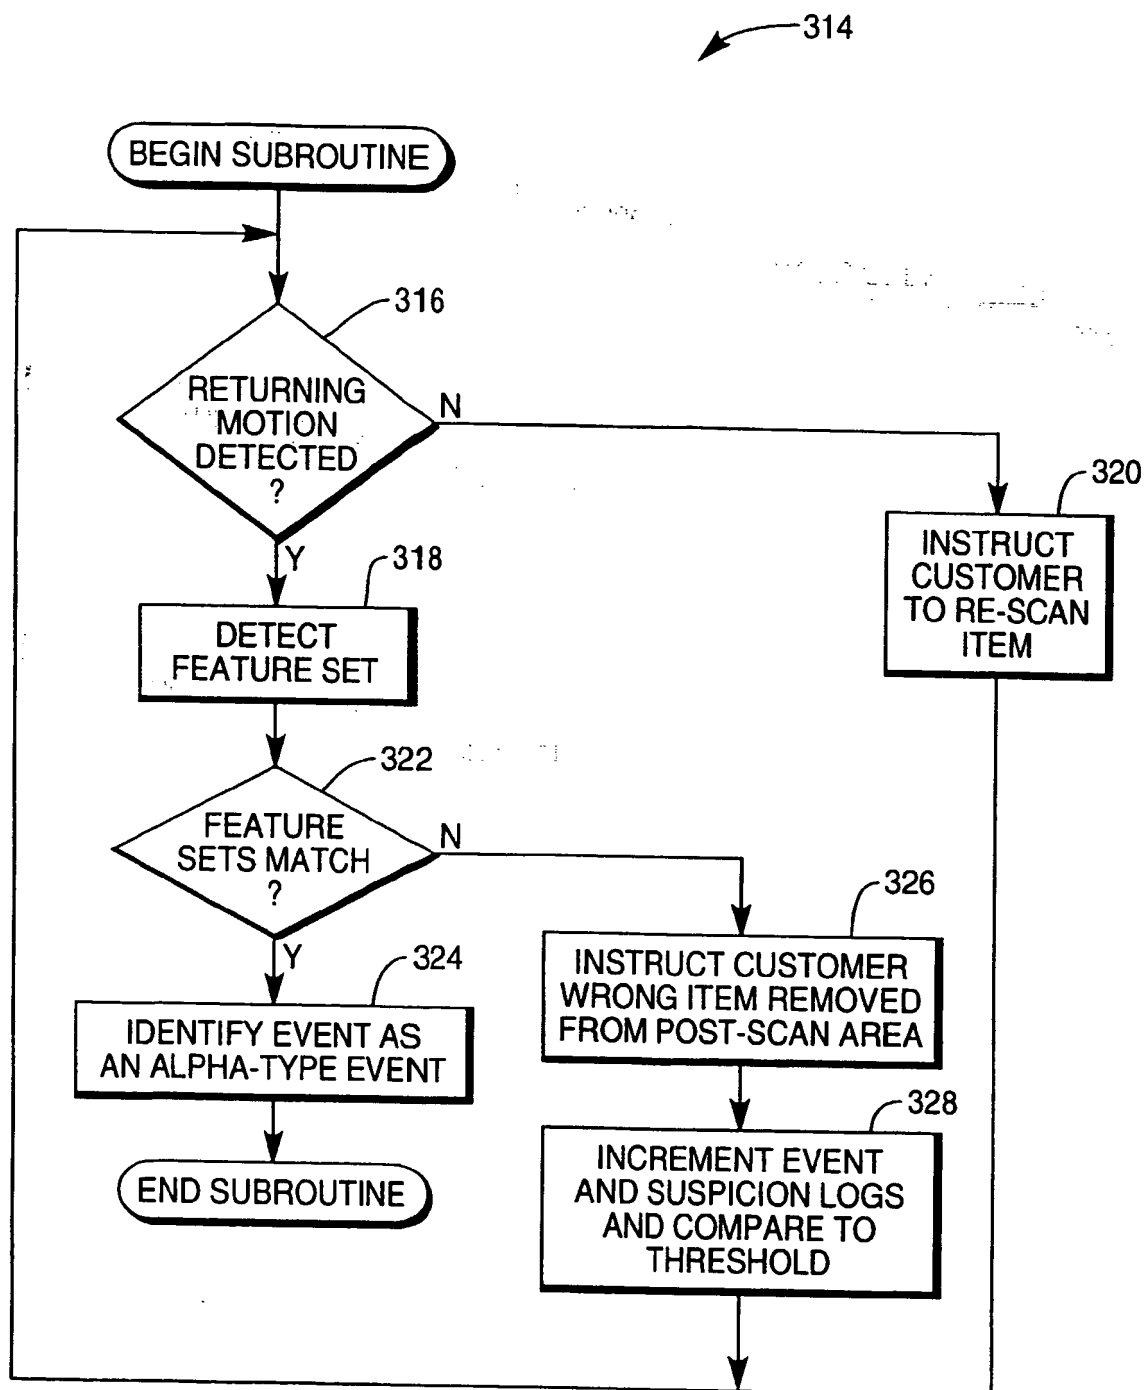 314
BEGIN SUBROUTINE
316
RETURNING
MOTION
DETECTED
?
N
Y
320
INSTRUCT
CUSTOMER
TO RE-SCAN
ITEM
318
DETECT
FEATURE SET
322
FEATURE
SETS MATCH
?
N
Y
324
IDENTIFY EVENT AS
AN ALPHA-TYPE EVENT
END SUBROUTINE
326
INSTRUCT CUSTOMER
WRONG ITEM REMOVED
FROM POST-SCAN AREA
328
INCREMENT EVENT
AND SUSPICION LOGS
AND COMPARE TO
THRESHOLD